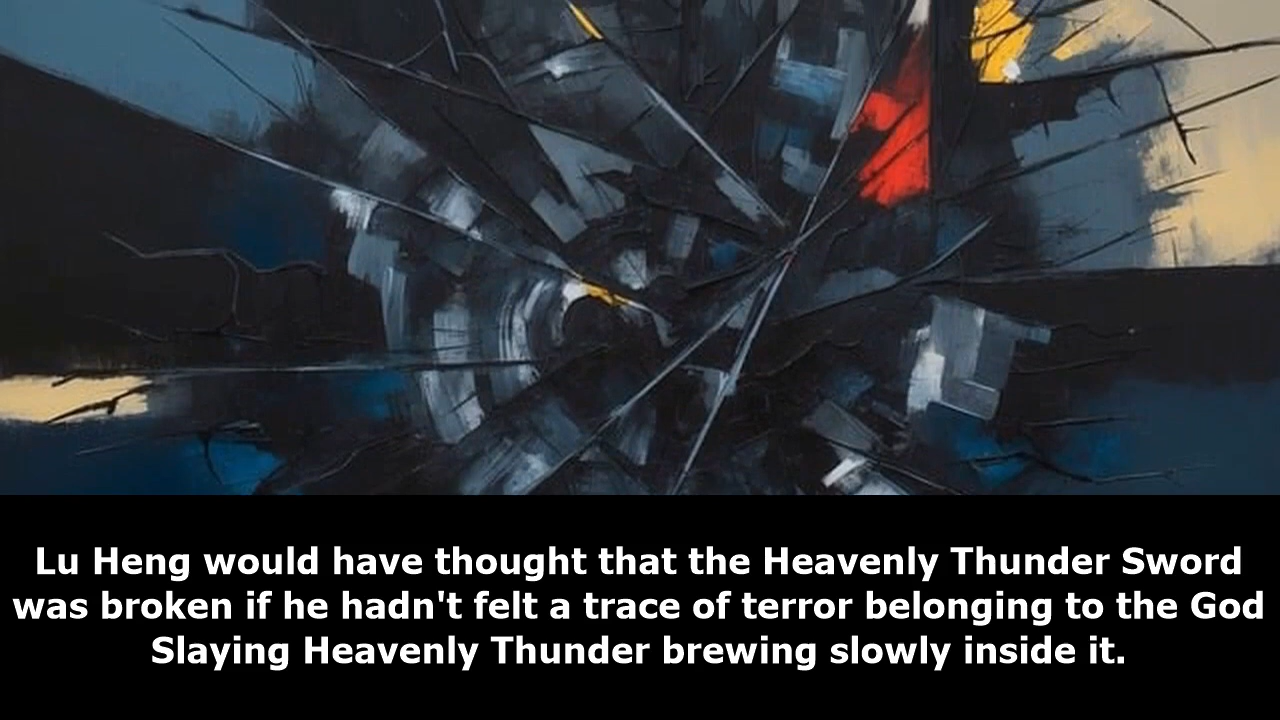 Lu Heng would have thought that the Heavenly Thunder Sword
was broken if he hadn't felt a trace of terror belonging to the God
Slaying Heavenly Thunder brewing slowly inside it.